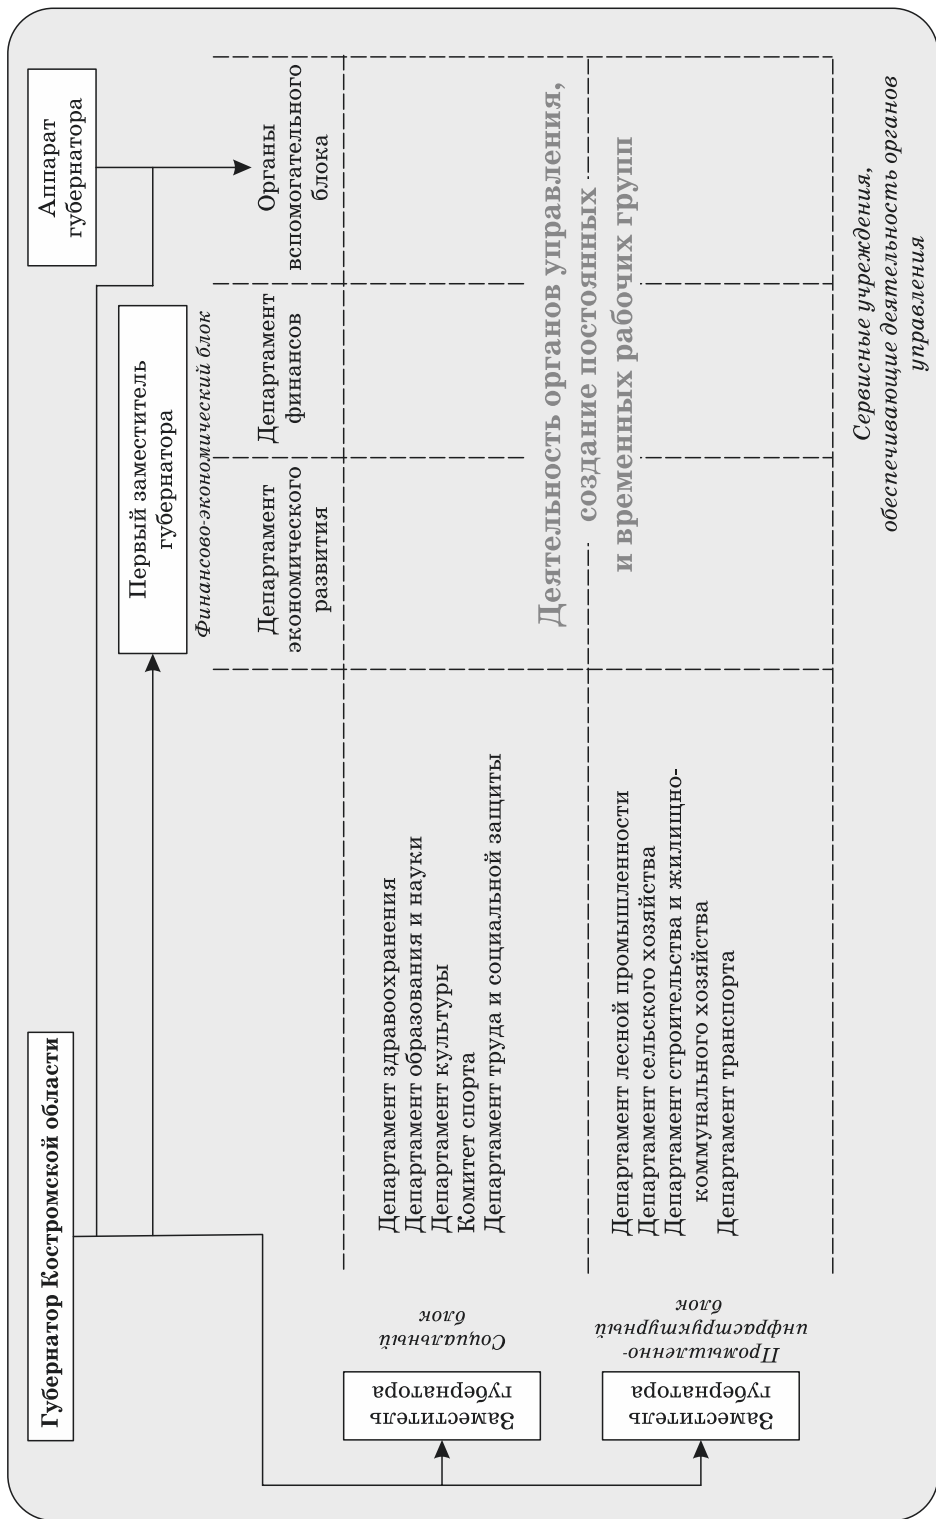 Губернатор Костромской области
Аппарат
губернатора
Первый заместитель
губернатора
Финансово-экономический блок
Департамент
экономического
развития
Департамент
финансов
Органы
вспомогательного
блока
Заместитель
губернатора
Социальный
блок
Департамент здравоохранения
Департамент образования и науки
Департамент культуры
Комитет спорта
Департамент труда и социальной защиты
Деятельность органов управления,
создание постоянных
и временных рабочих групп
Заместитель
губернатора
Промышленно-
инфраструктурный
блок
Департамент лесной промышленности
Департамент сельского хозяйства
Департамент строительства и жилищно-
коммунального хозяйства
Департамент транспорта
Сервисные учреждения,
обеспечивающие деятельность органов
управления